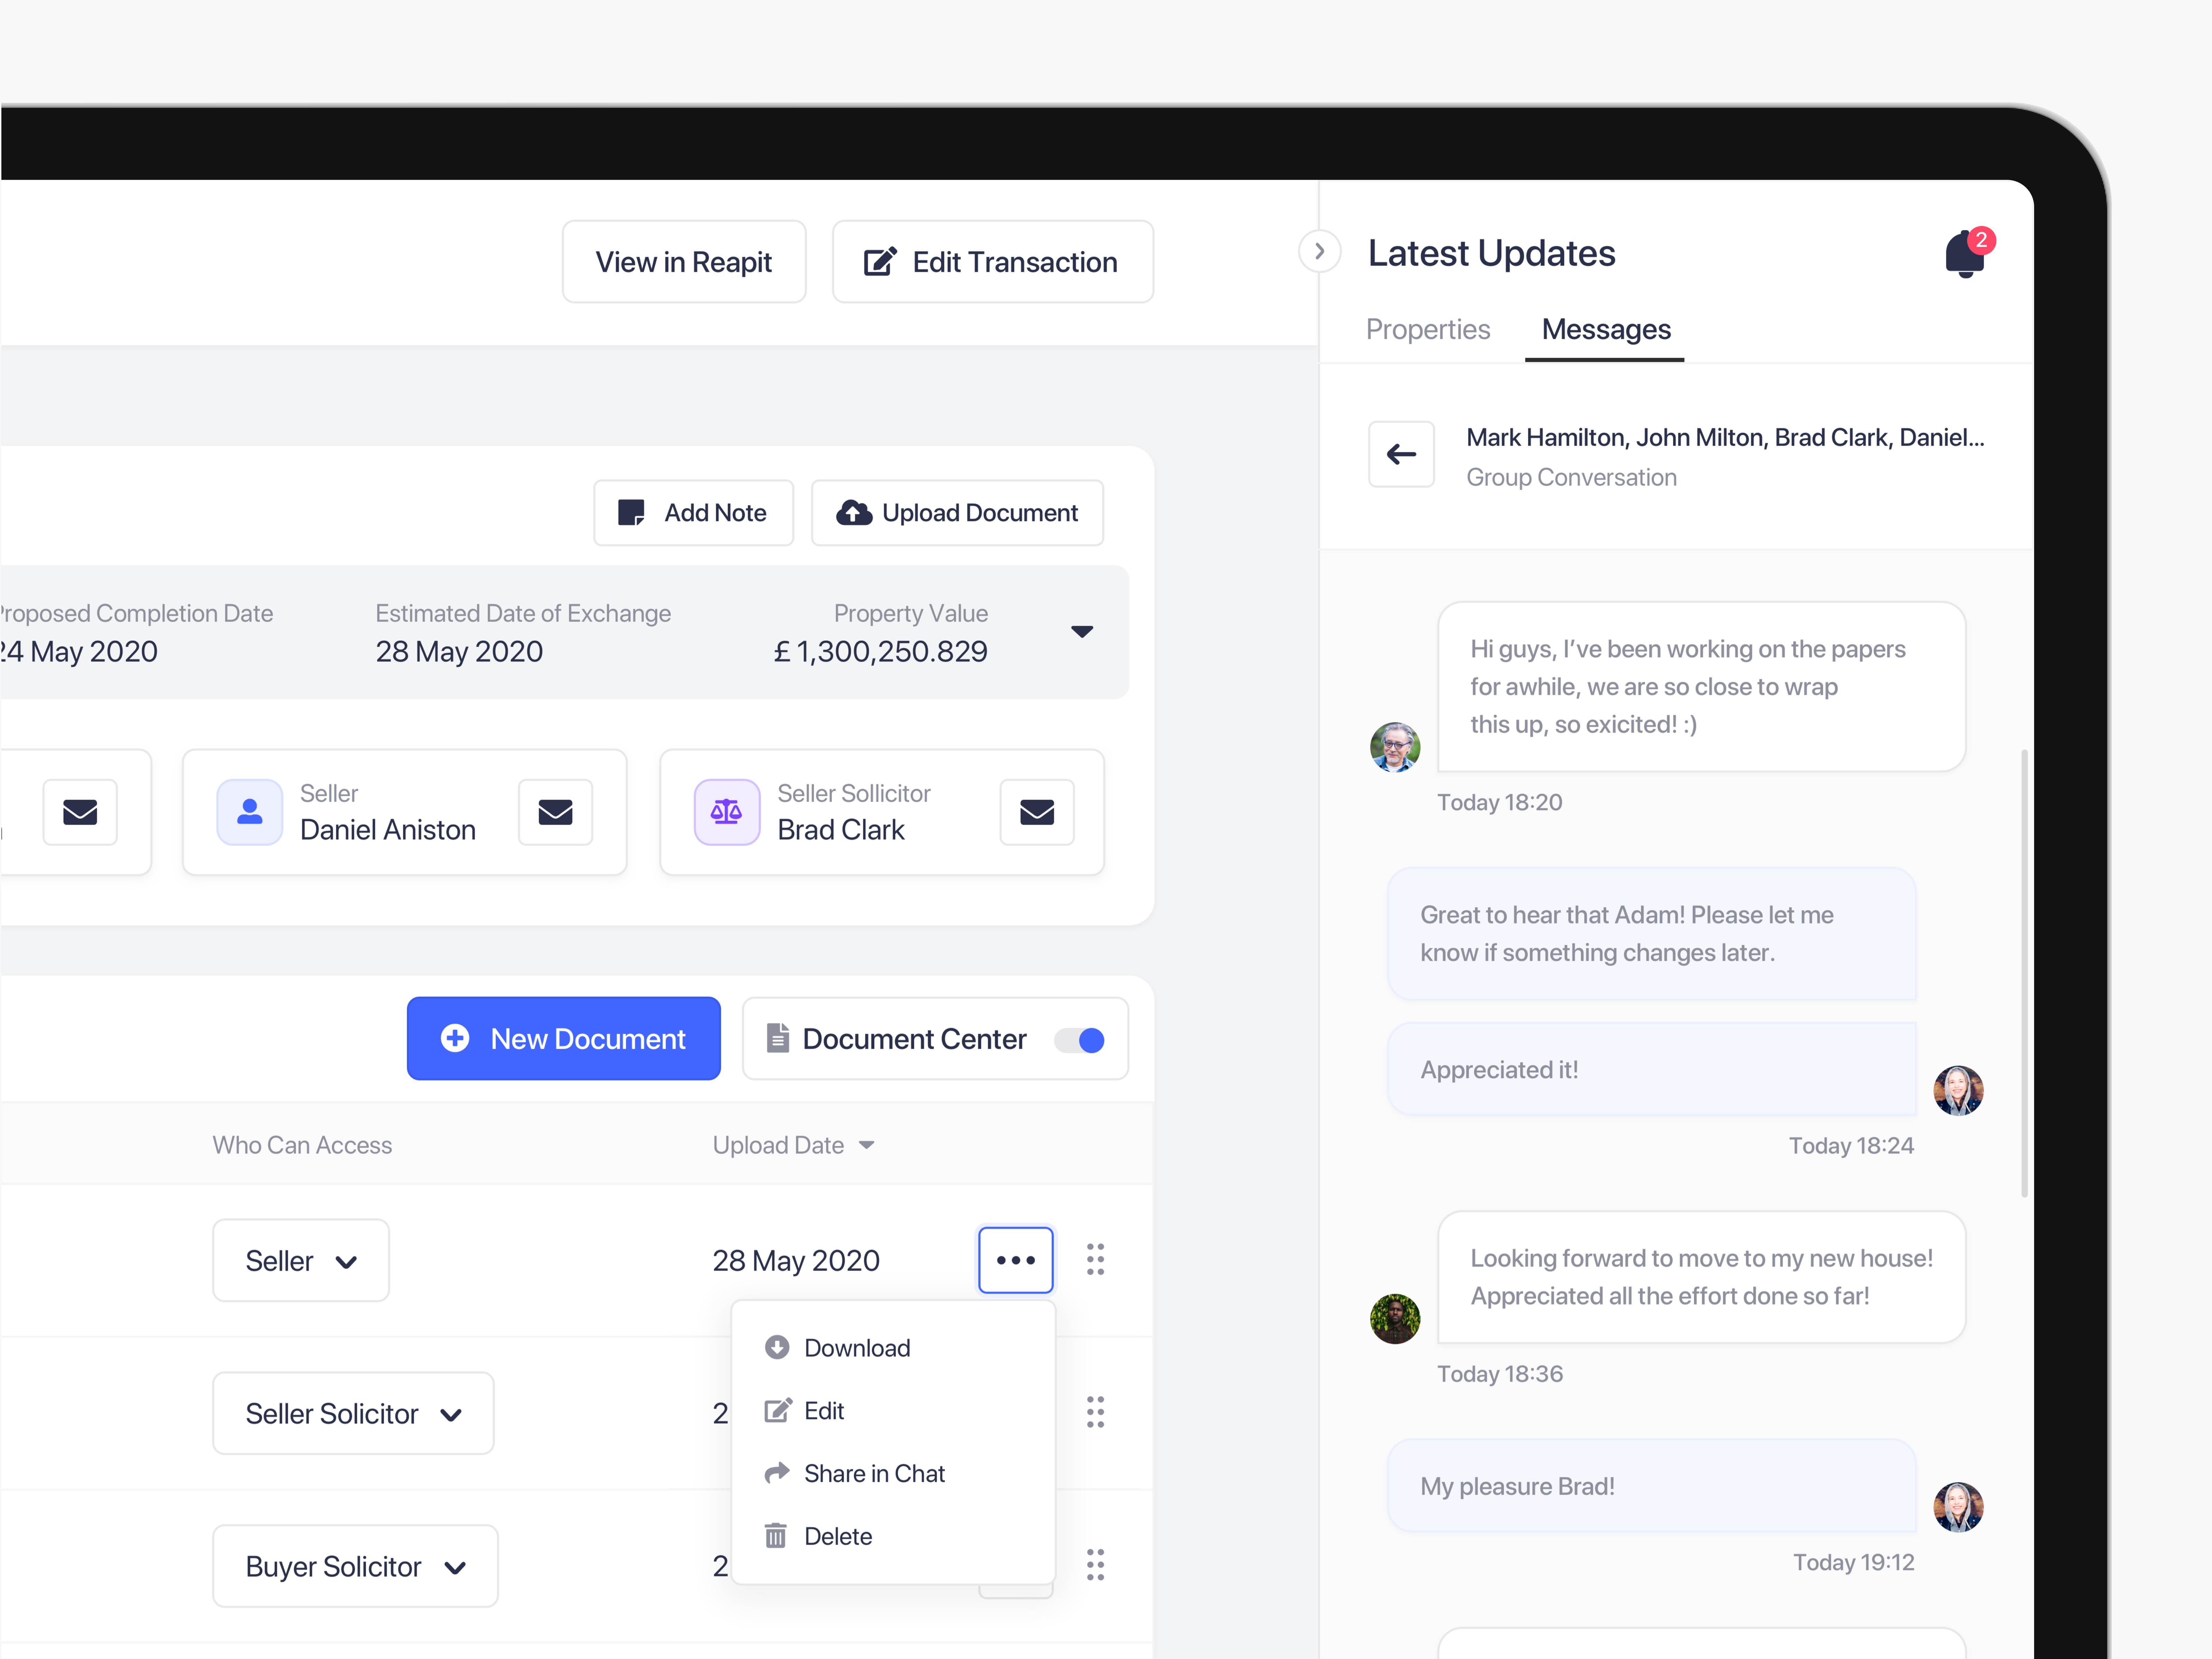 View in Reapit
Edit Transaction
Add Note
Upload Document
Proposed Completion Date
24 May 2020
Estimated Date of Exchange
28 May 2020
Property Value
£ 1,300,250.829
Seller
Daniel Aniston
Seller Sollicitor
Brad Clark
New Document
Document Center
Who Can Access
Upload Date
Seller
28 May 2020
Seller Solicitor
2
Buyer Solicitor
2
Download
Edit
Share in Chat
Delete
Latest Updates
2
Properties
Messages
Mark Hamilton, John Milton, Brad Clark, Daniel...
Group Conversation
Hi guys, I’ve been working on the papers
for awhile, we are so close to wrap
this up, so exicited! :)
Today 18:20
Great to hear that Adam! Please let me
know if something changes later.
Appreciated it!
Today 18:24
Looking forward to move to my new house!
Appreciated all the effort done so far!
Today 18:36
My pleasure Brad!
Today 19:12